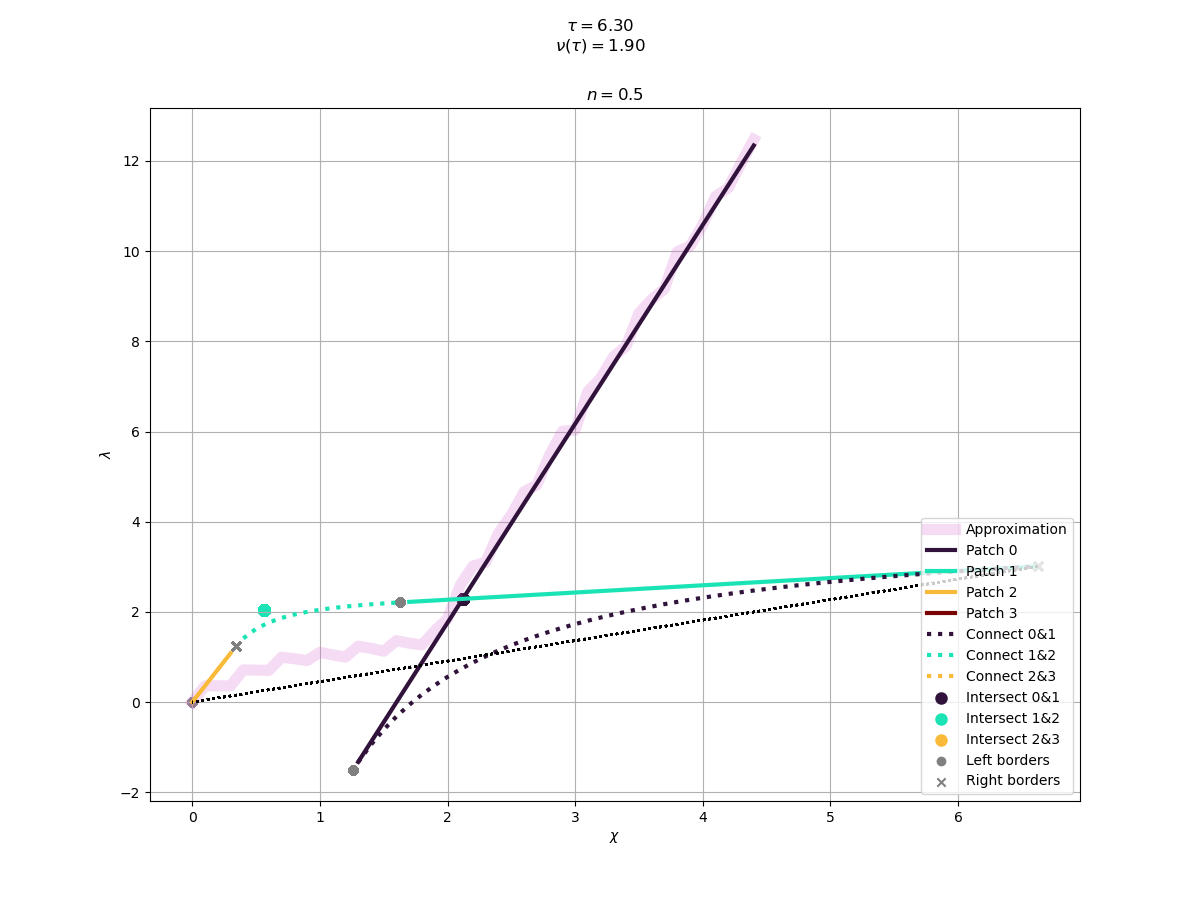 τ = 6.30
ν(τ) = 1.90
n = 0.5
λ
12
10
8
6
4
2
0
−2
0 1 2 3 4 5 6
χ
Approximation
Patch 0
Patch 1
Patch 2
Patch 3
Connect 0&1
Connect 1&2
Connect 2&3
Intersect 0&1
Intersect 1&2
Intersect 2&3
Left borders
Right borders